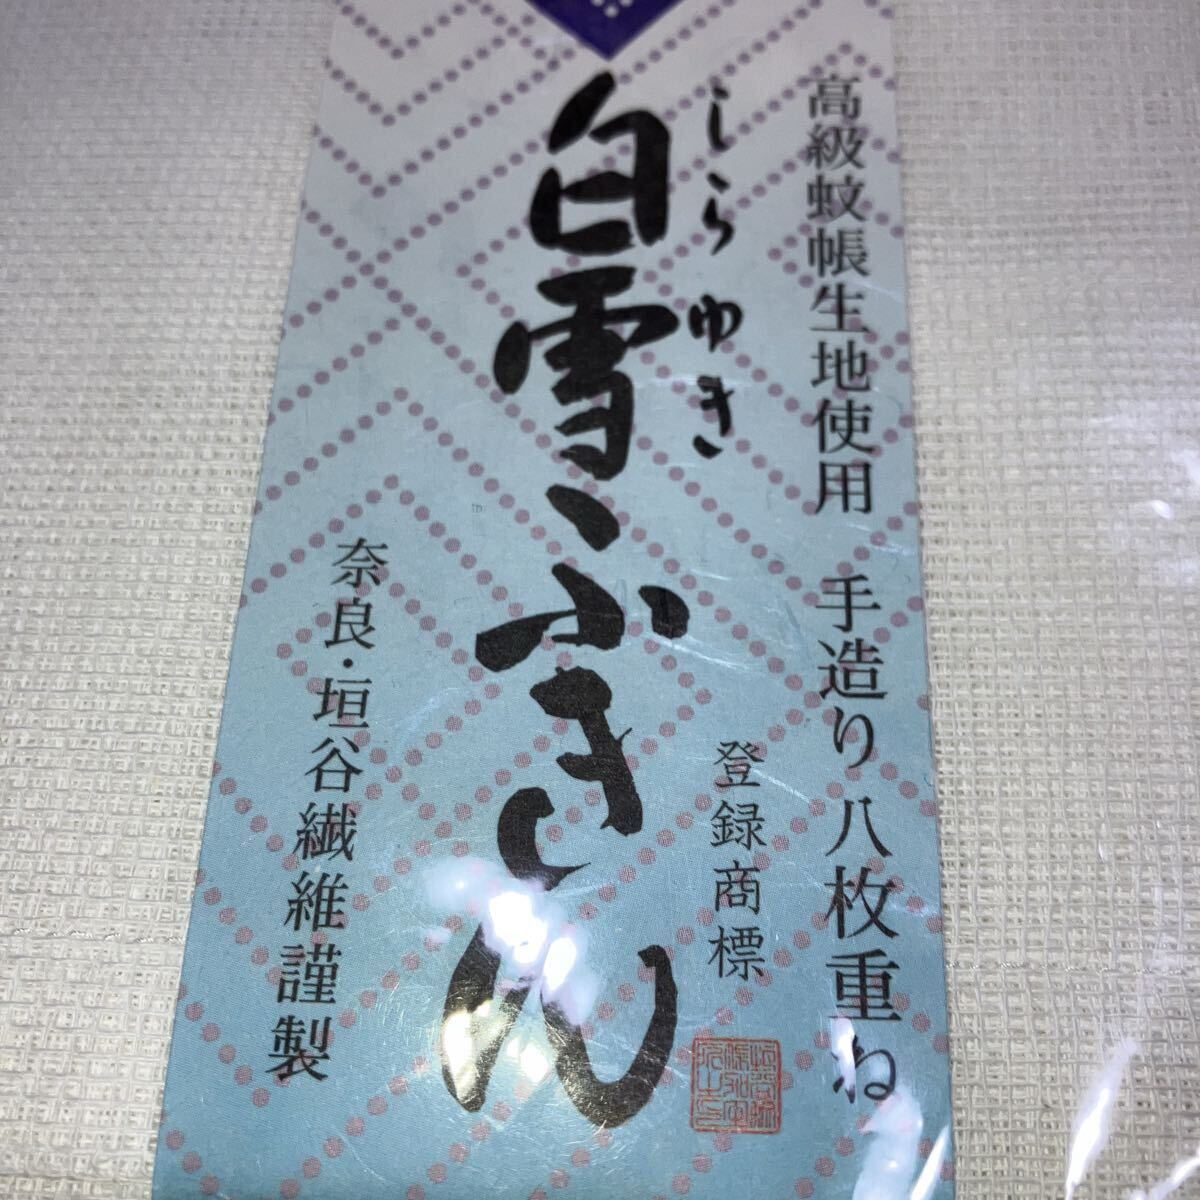 高級蚊帳生地使用 手造り八枚重ね
しらゆき
白雪ふきん
登録商標
奈良・垣谷繊維謹製